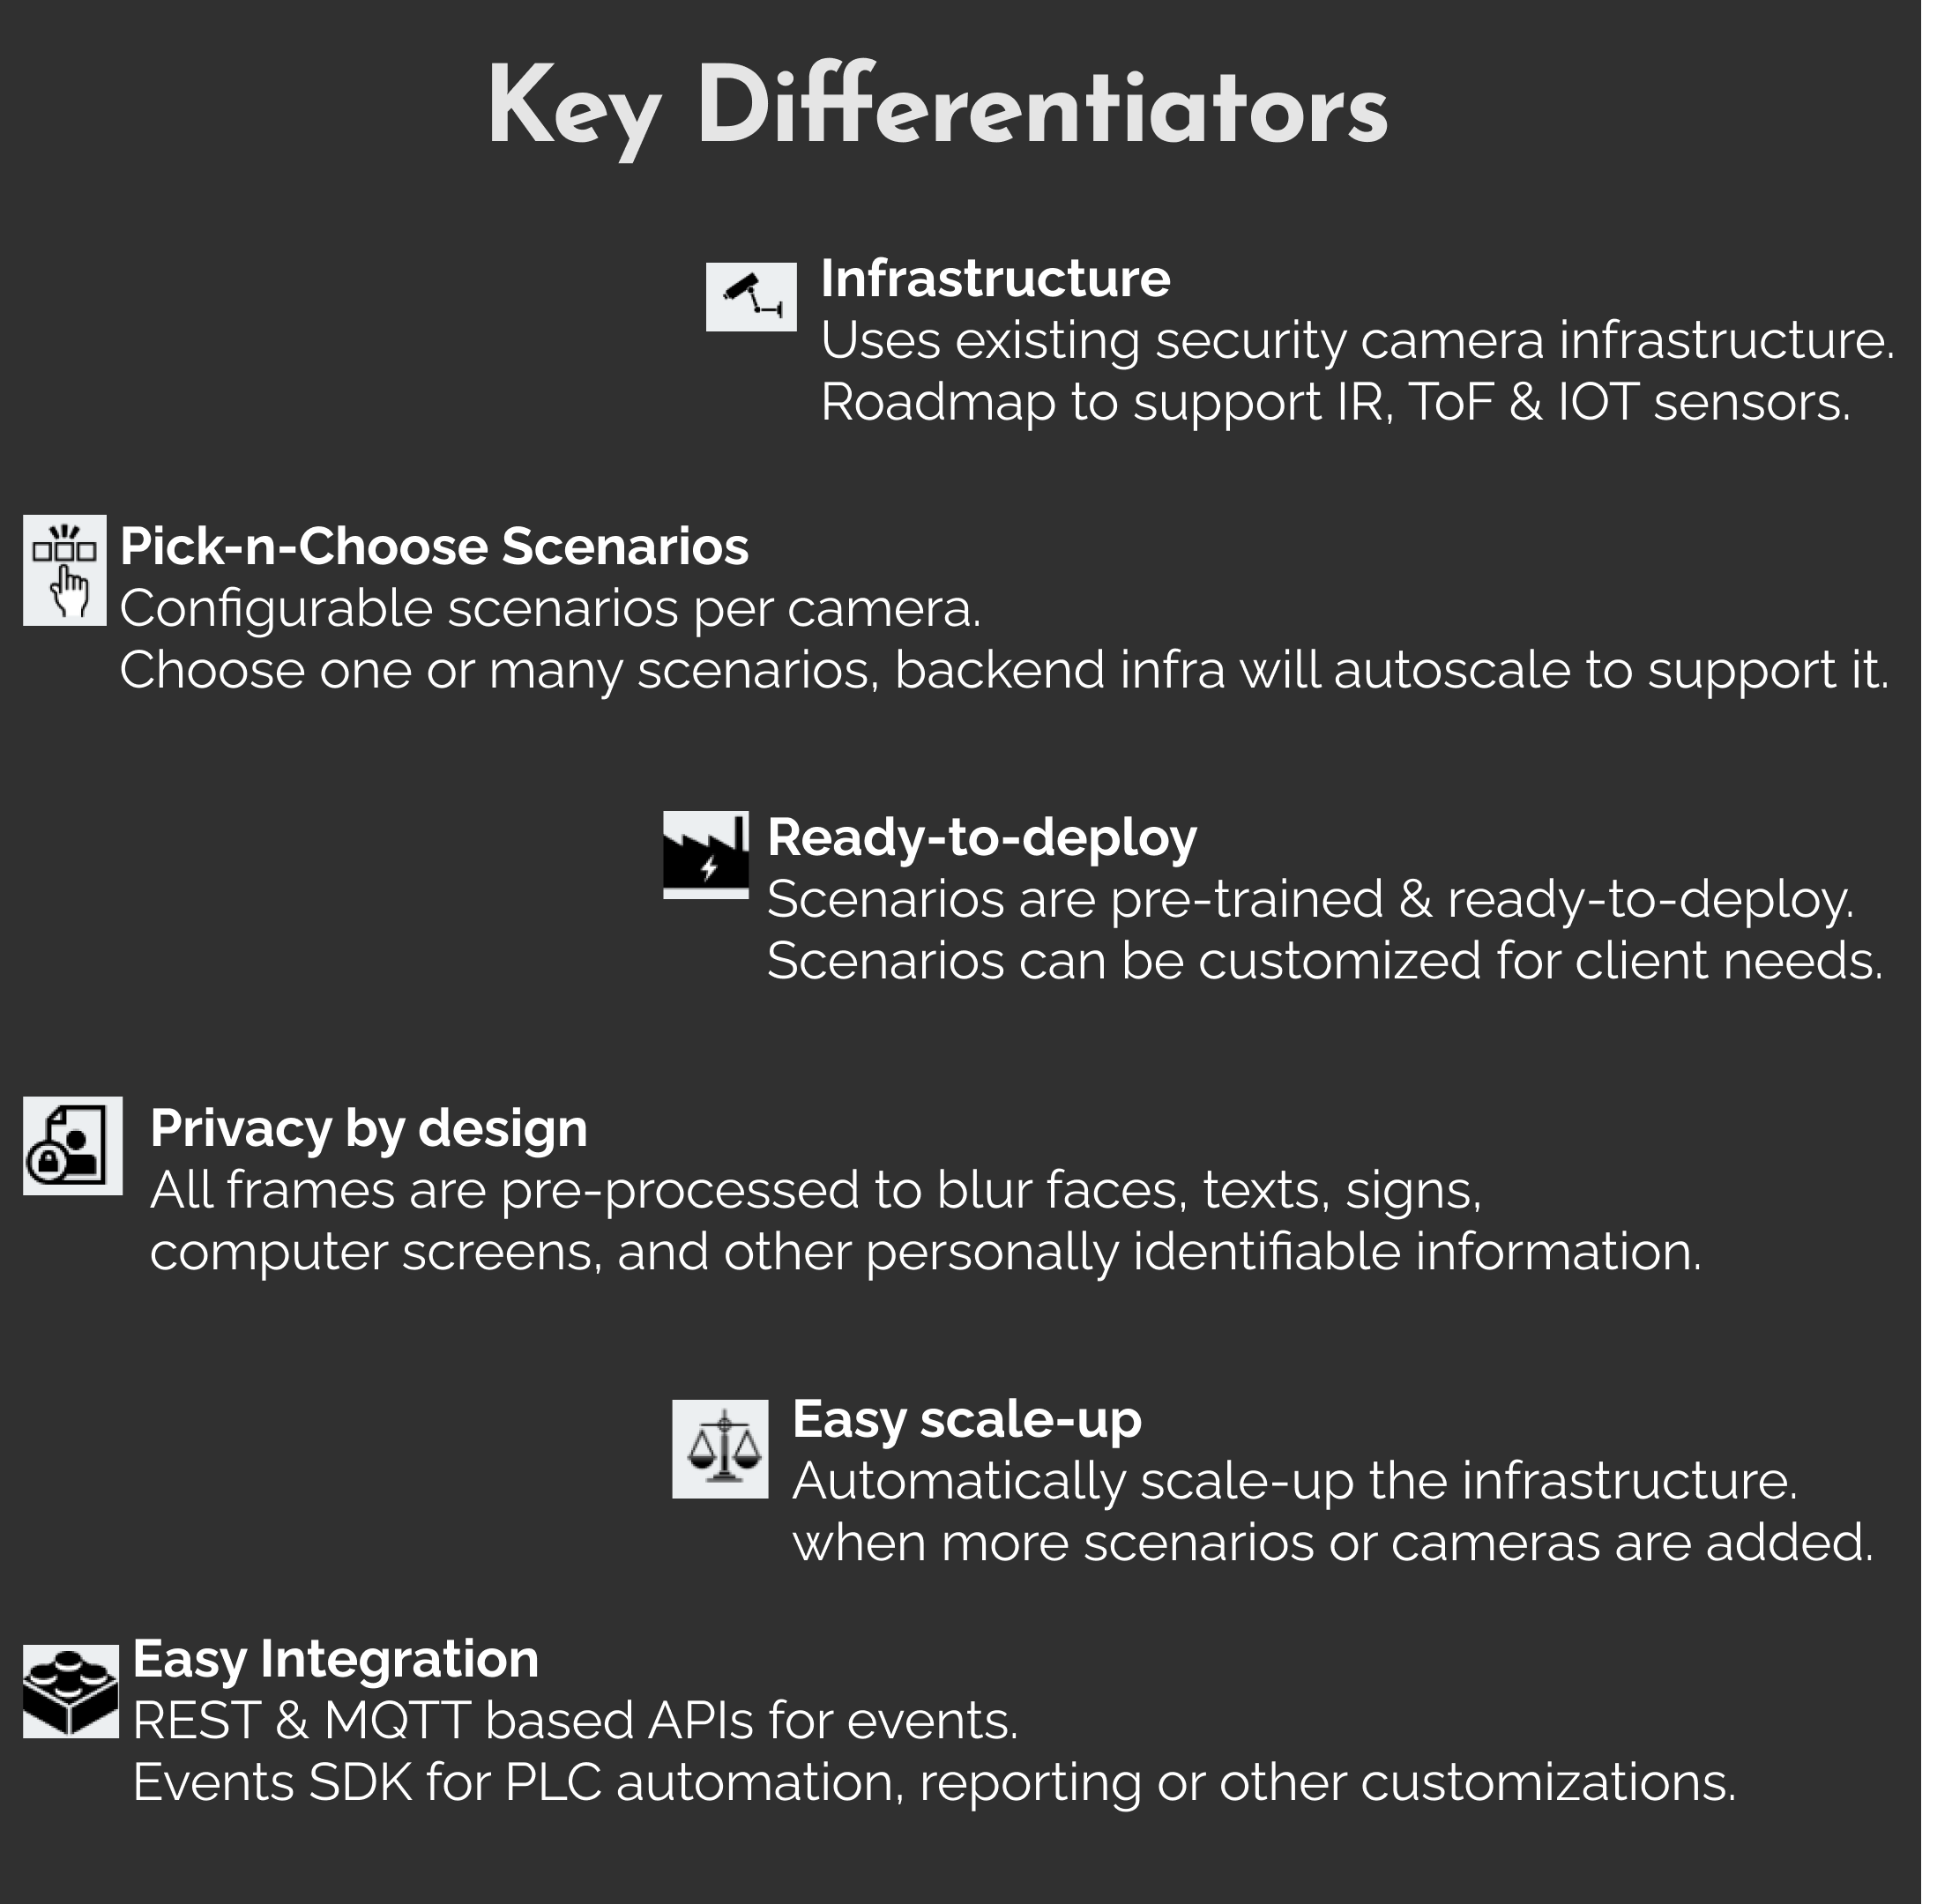 Key Differentiators
Infrastructure
Uses existing security camera infrastructure.
Roadmap to support IR, ToF & IOT sensors.
Pick-n-Choose Scenarios
Configurable scenarios per camera.
Choose one or many scenarios, backend infra will autoscale to support it.
Ready-to-deploy
Scenarios are pre-trained & ready-to-deploy.
Scenarios can be customized for client needs.
Privacy by design
All frames are pre-processed to blur faces, texts, signs,
computer screens, and other personally identifiable information.
Easy scale-up
Automatically scale-up the infrastructure.
when more scenarios or cameras are added.
Easy Integration
REST & MQTT based APIs for events.
Events SDK for PLC automation, reporting or other customizations.